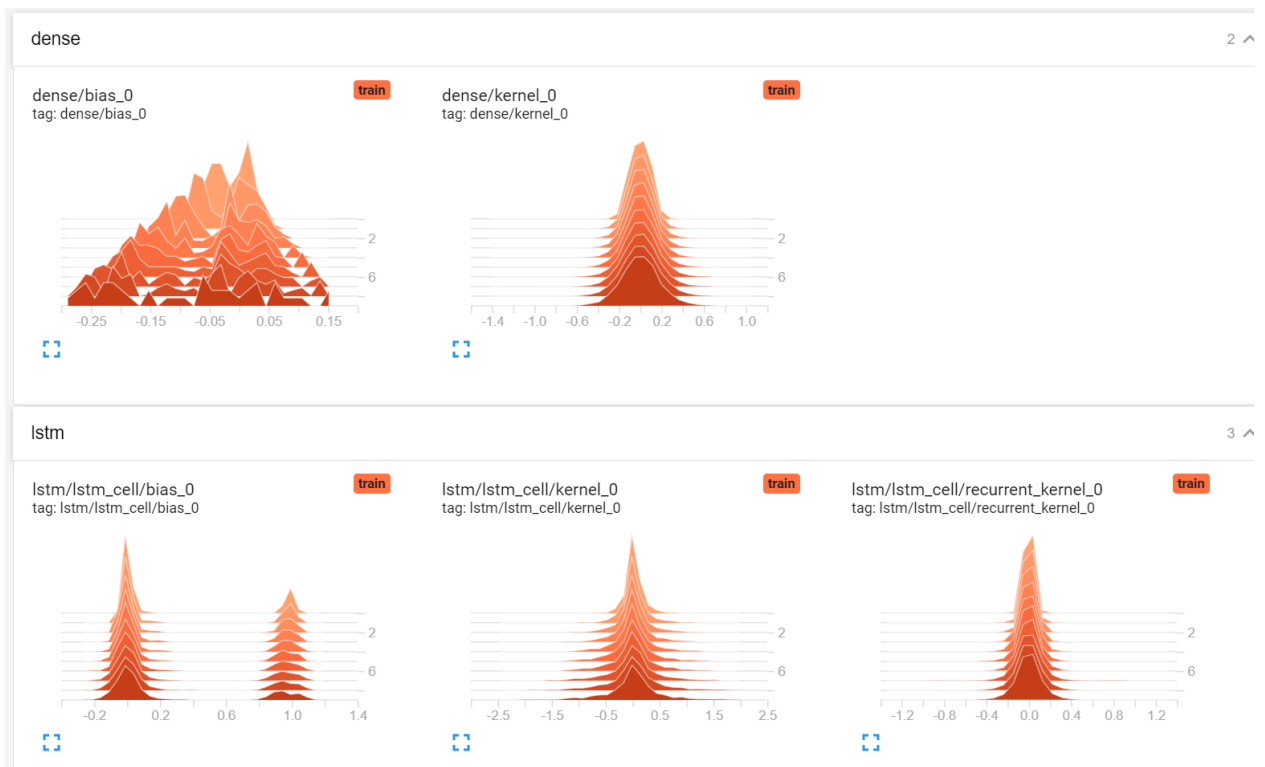 dense
2
dense/bias_0
train
tag: dense/bias_0
2
6
-0.25 -0.15 -0.05 0.05 0.15
dense/kernel_0
train
tag: dense/kernel_0
2
6
-1.4 -1.0 -0.6 -0.2 0.2 0.6 1.0
lstm
3
lstm/lstm_cell/bias_0
train
tag: lstm/lstm_cell/bias_0
2
6
-0.2 0.2 0.6 1.0 1.4
lstm/lstm_cell/kernel_0
train
tag: lstm/lstm_cell/kernel_0
2
6
-2.5 -1.5 -0.5 0.5 1.5 2.5
lstm/lstm_cell/recurrent_kernel_0
train
tag: lstm/lstm_cell/recurrent_kernel_0
2
6
-1.2 -0.8 -0.4 0.0 0.4 0.8 1.2